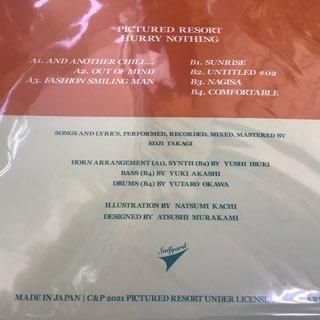 PICTURED RESORT
HURRY NOTHING
A1. AND ANOTHER CHILL...
A2. OUT OF MIND
A3. FASHION SMILING MAN
B1. SUNRISE
B2. UNTITLED #02
B3. NAGISA
B4. COMFORTABLE
SONGS AND LYRICS, PERFORMED, RECORDED, MIXED, MASTERED BY
KOJI TAKAGI
HORN ARRANGEMENT (A1), SYNTH (B2) BY YUSHI IBUKI
BASS (B4) BY YUKI AKASHI
DRUMS (B4) BY YUTARO OKAWA
ILLUSTRATION BY NATSUMI KACHI
DESIGNED BY ATSUSHI MURAKAMI
Sailyard
MADE IN JAPAN | C&P 2021 PICTURED RESORT UNDER LICENSE